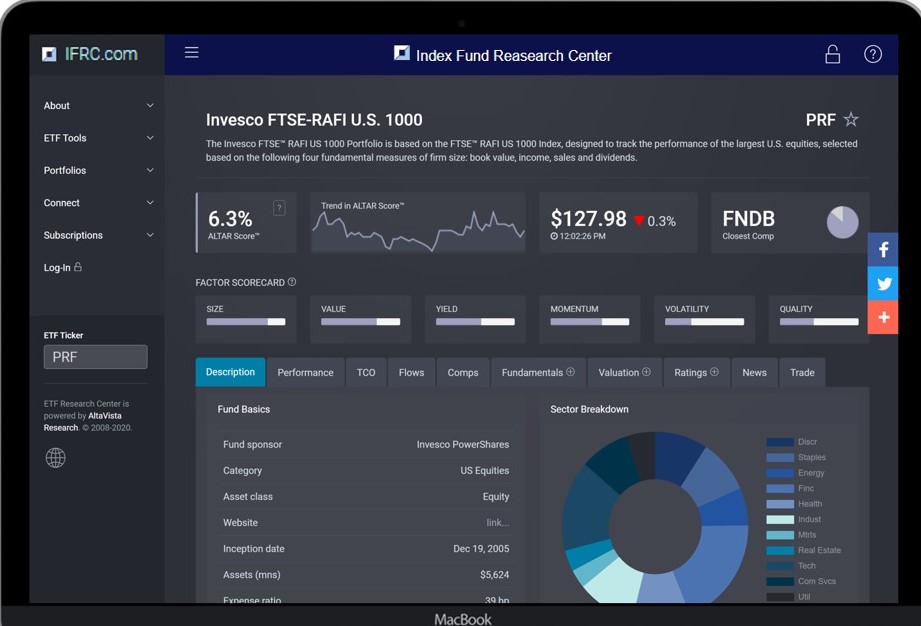 IFRC.com
Index Fund Reasearch Center
?
About
ETF Tools
Portfolios
Connect
Subscriptions
Log-In
ETF Ticker
PRF
ETF Research Center is
powered by AltaVista
Research. © 2008-2020.
Invesco FTSE-RAFI U.S. 1000
PRF
The Invesco FTSE™ RAFI US 1000 Portfolio is based on the FTSE™ RAFI US 1000 Index, designed to track the performance of the largest U.S. equities, selected
based on the following four fundamental measures of firm size: book value, income, sales and dividends.
6.3%
?
ALTAR Score™
Trend in ALTAR Score™
$127.98 ▼0.3%
12:02:26 PM
FNDB
Closest Comp
FACTOR SCORECARD ?
SIZE
VALUE
YIELD
MOMENTUM
VOLATILITY
QUALITY
f
+
Description Performance TCO Flows Comps Fundamentals Valuation Ratings News Trade
Fund Basics
Fund sponsor Invesco PowerShares
Category US Equities
Asset class Equity
Website link...
Inception date Dec 19, 2005
Assets (mns) $5,624
Expense ratio 39 bp
Sector Breakdown
Discr
Staples
Energy
Finc
Health
Indust
Mtrls
Real Estate
Tech
Com Svcs
Util
MacBook